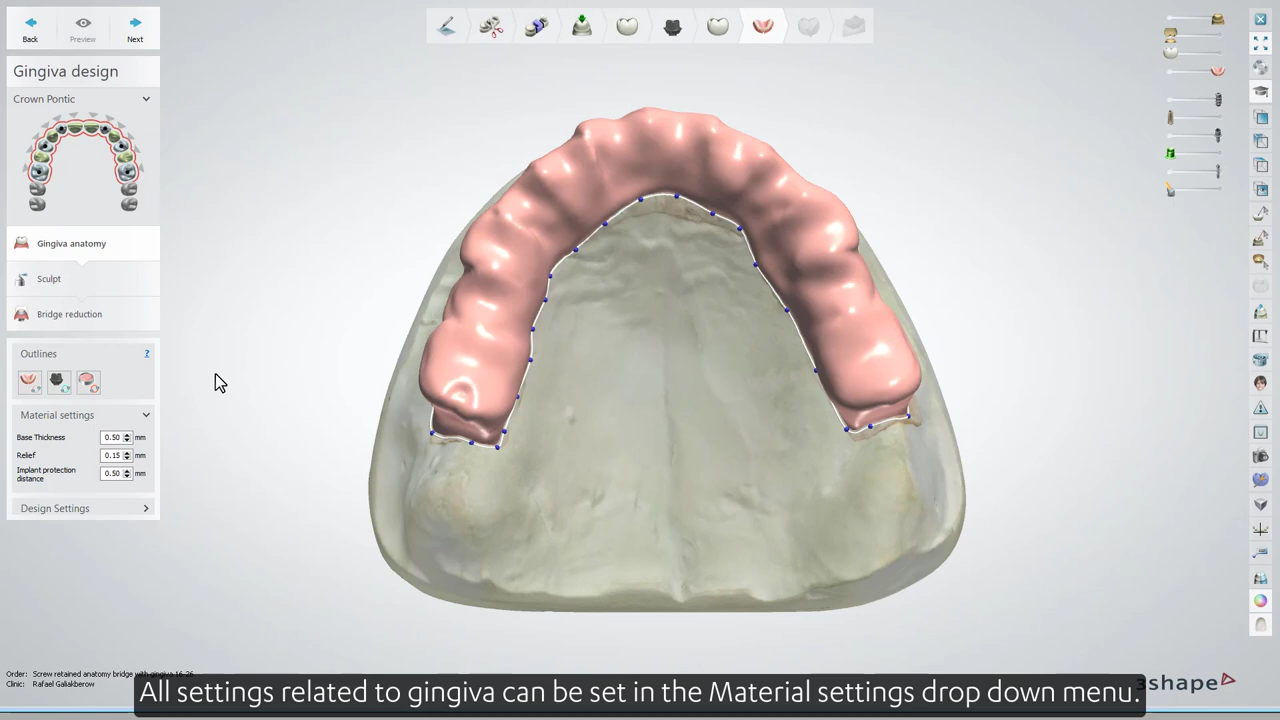 Back
Preview
Next
Gingiva design
Crown Pontic
Gingiva anatomy
Sculpt
Bridge reduction
Outlines
?
Material settings
Base Thickness 0.50 mm
Relief 0.15 mm
Implant protection distance 0.50 mm
Design Settings
Order: Screw retained anatomy bridge with gingiva 16-26
Clinic: Rafael Galiakberow
All settings related to gingiva can be set in the Material settings drop down menu.
3shape